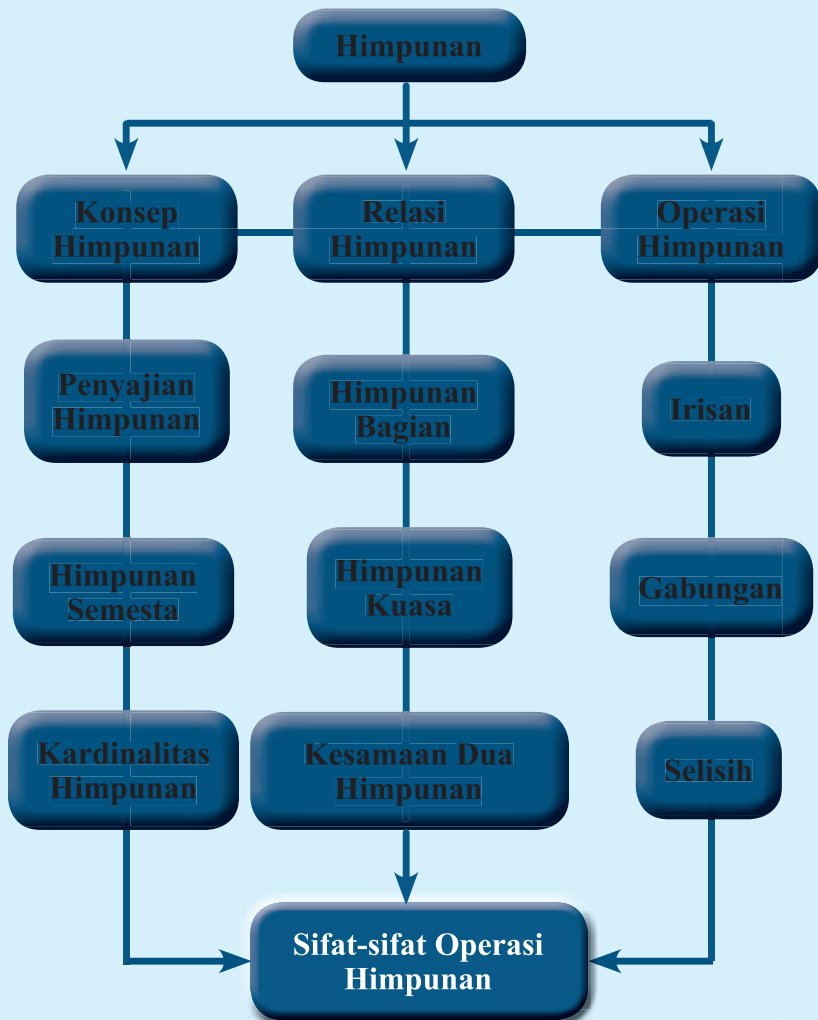 Himpunan
Konsep
Himpunan
Relasi
Himpunan
Operasi
Himpunan
Penyajian
Himpunan
Himpunan
Bagian
Irisan
Himpunan
Semesta
Himpunan
Kuasa
Gabungan
Kardinalitas
Himpunan
Kesamaan Dua
Himpunan
Selisih
Sifat-sifat Operasi
Himpunan